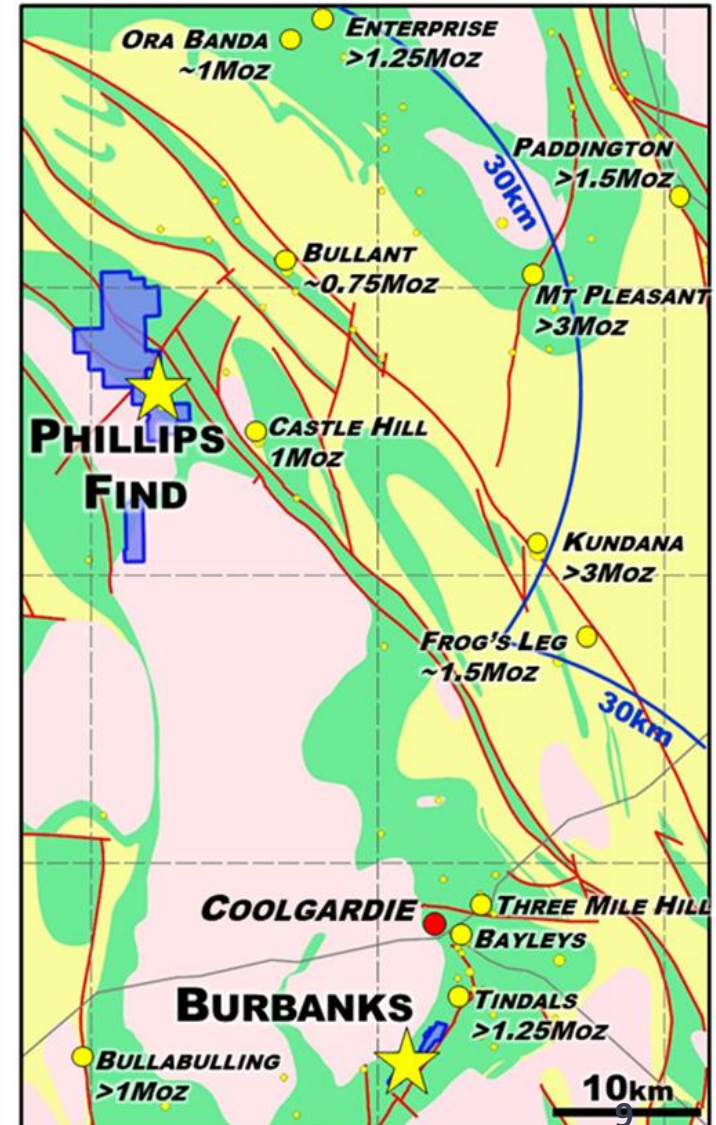 ENTERPRISE
>1.25MOZ
ORA BANDA
~1MOZ
PADDINGTON
>1.5MOZ
30km
BULLANT
~0.75MOZ
MT PLEASANT
>3MOZ
PHILLIPS
FIND
CASTLE HILL
1MOZ
KUNDANA
>3MOZ
FROG'S LEG
~1.5MOZ
30km
COOLGARDIE
THREE MILE HILL
BAYLEYS
BURBANKS
TINDALS
>1.25MOZ
BULLABULLING
>1MOZ
10km
9